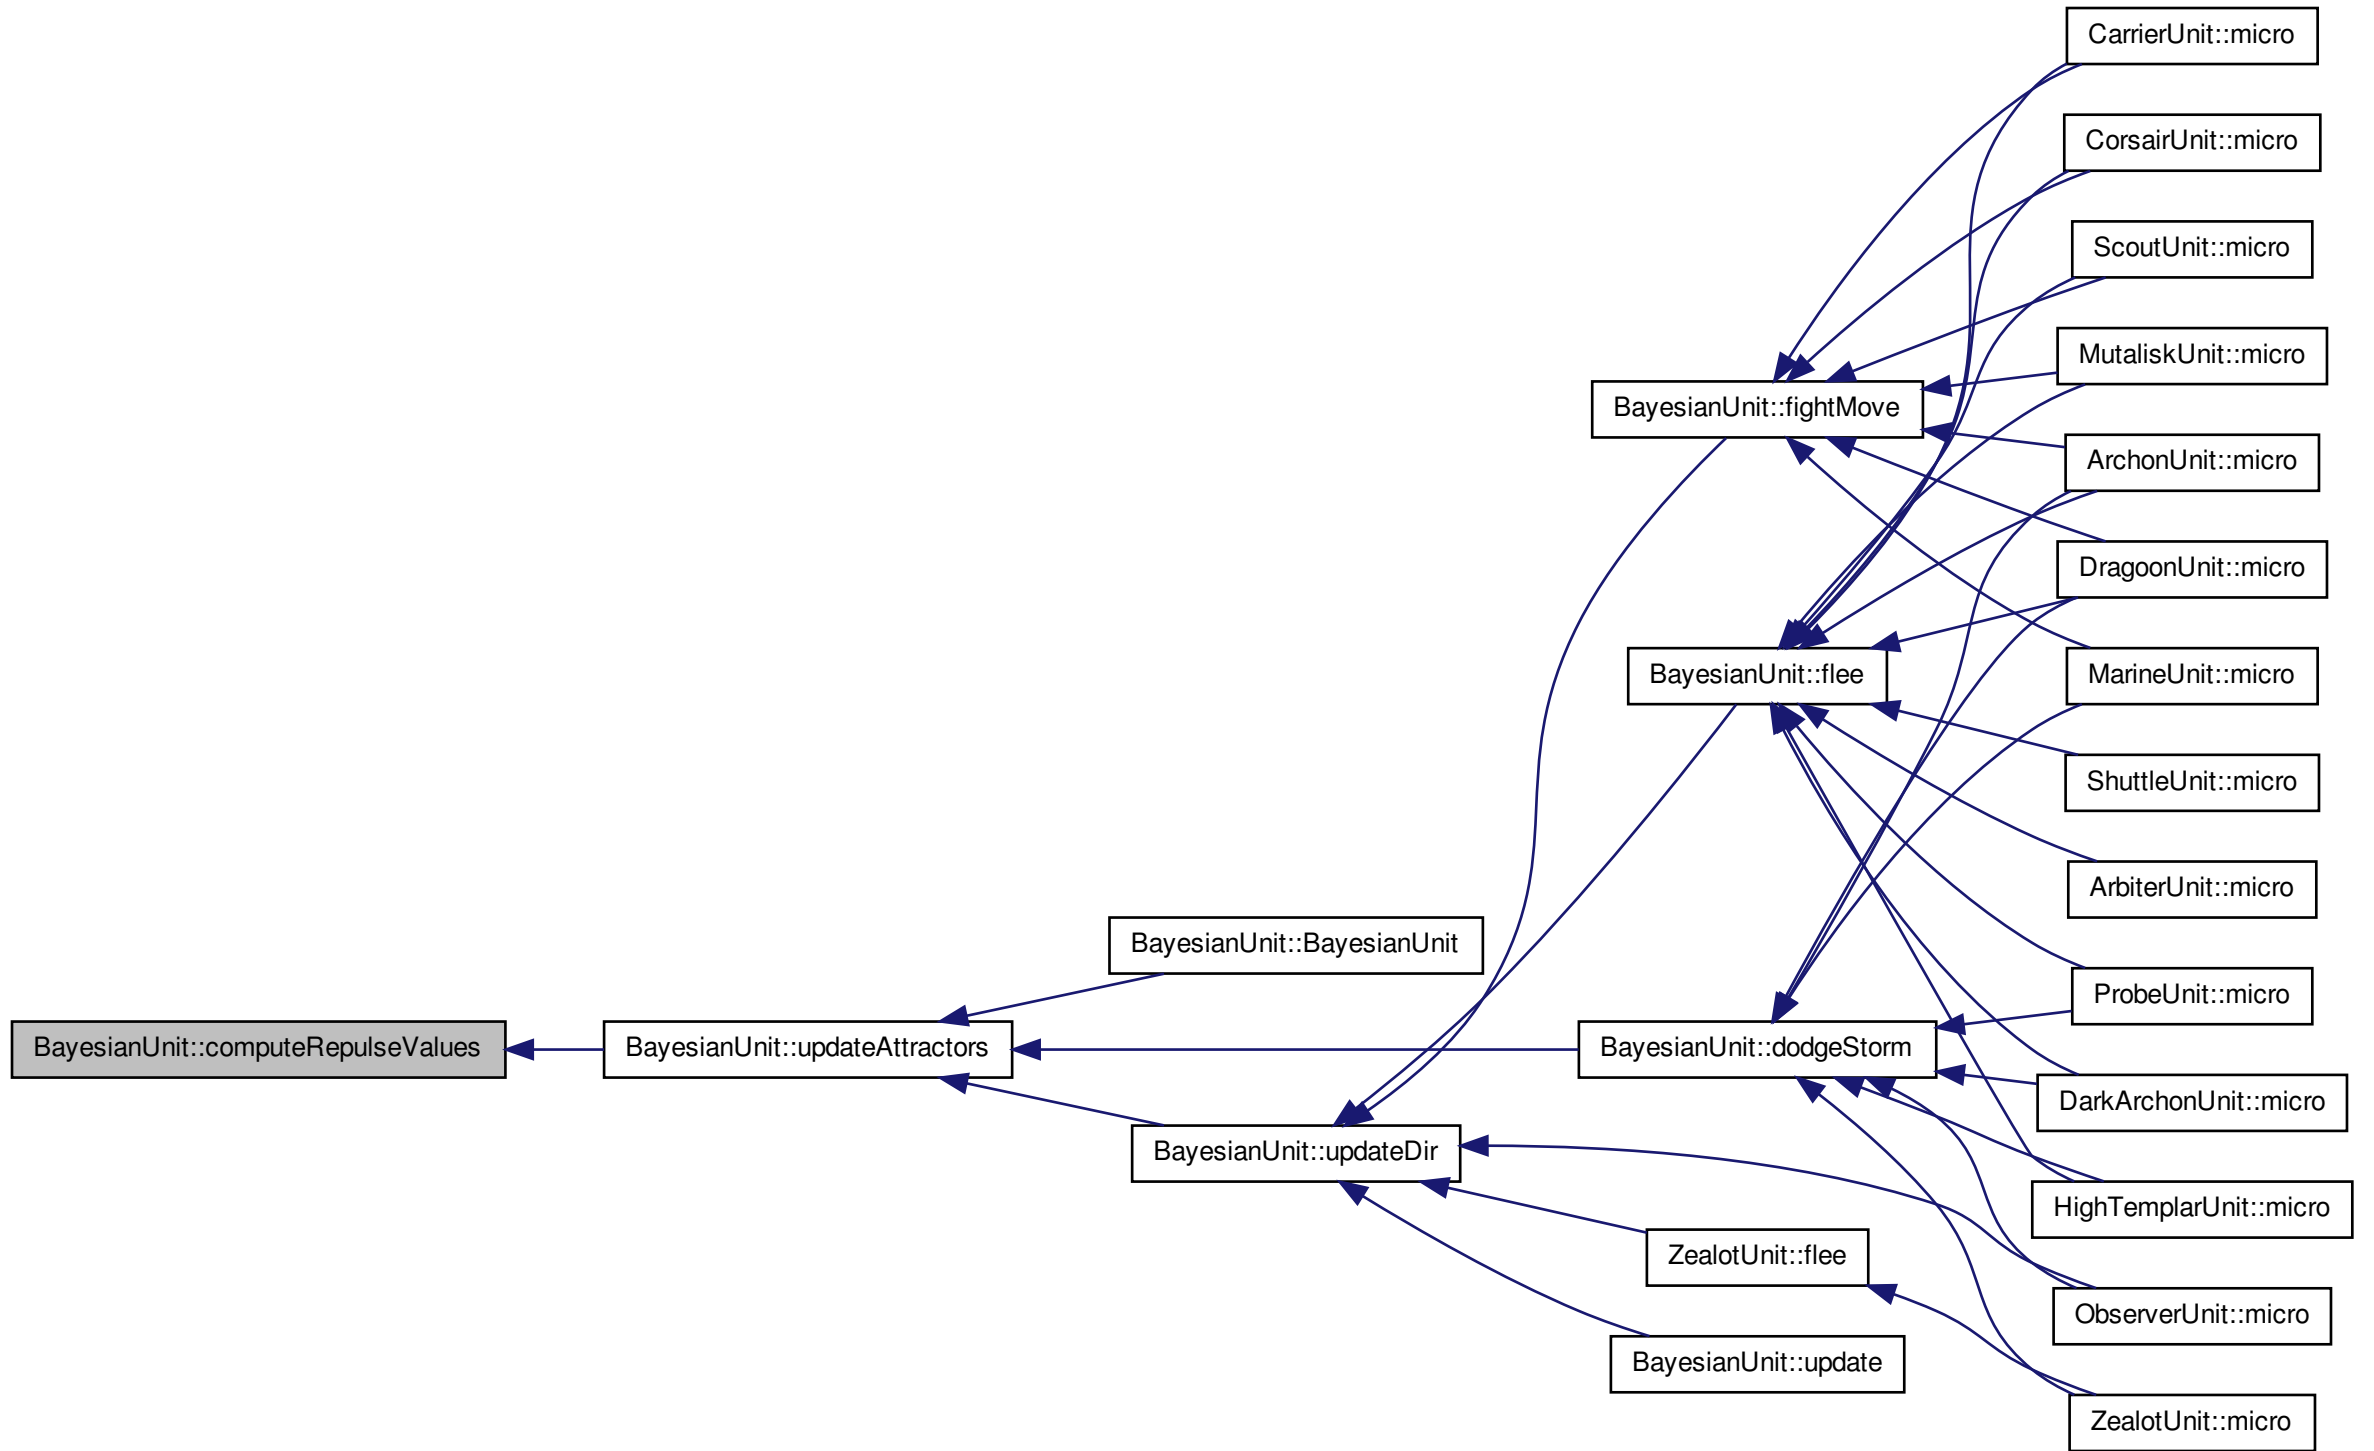 BayesianUnit::computeRepulseValues
BayesianUnit::updateAttractors
BayesianUnit::BayesianUnit
BayesianUnit::updateDir
BayesianUnit::fightMove
BayesianUnit::flee
BayesianUnit::dodgeStorm
ZealotUnit::flee
BayesianUnit::update
CarrierUnit::micro
CorsairUnit::micro
ScoutUnit::micro
MutaliskUnit::micro
ArchonUnit::micro
DragoonUnit::micro
MarineUnit::micro
ShuttleUnit::micro
ArbiterUnit::micro
ProbeUnit::micro
DarkArchonUnit::micro
HighTemplarUnit::micro
ObserverUnit::micro
ZealotUnit::micro